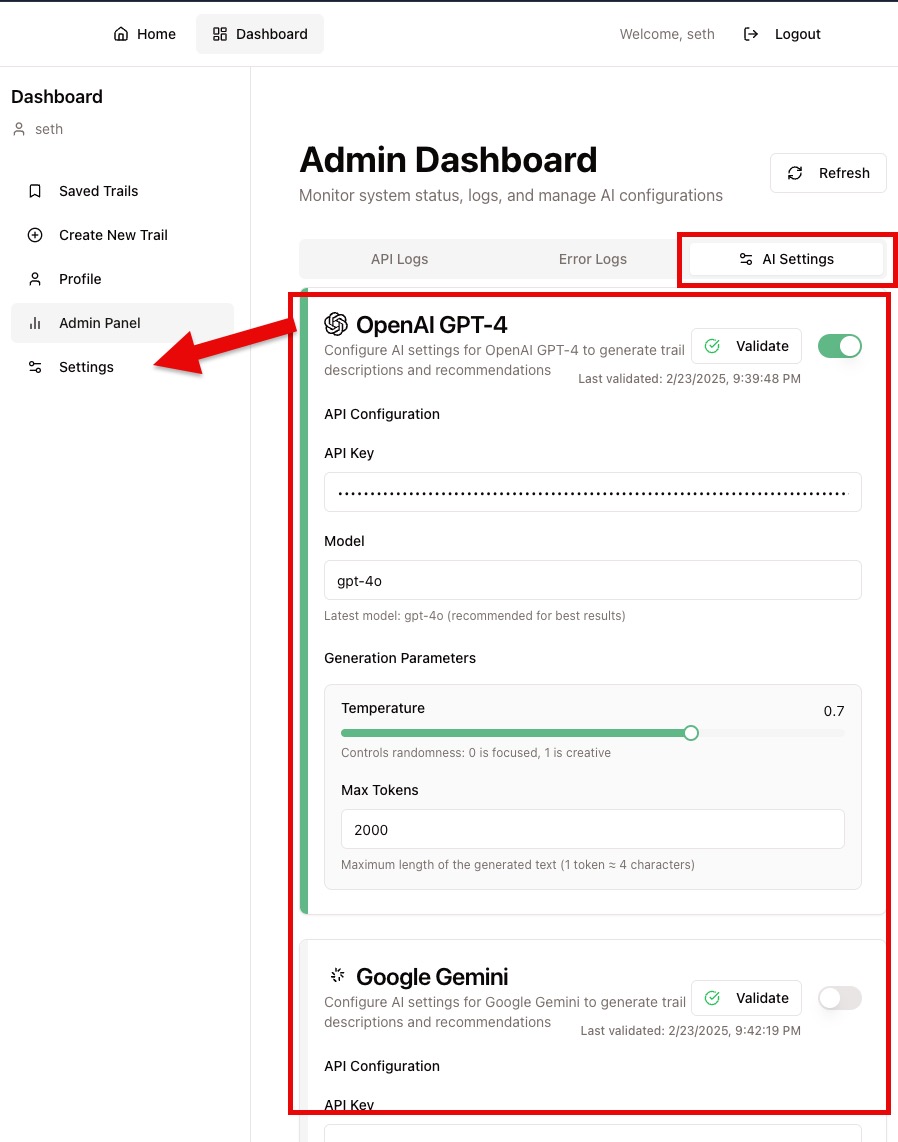 Home
Dashboard
Welcome, seth
Logout
Dashboard
seth
Saved Trails
Create New Trail
Profile
Admin Panel
Settings
Admin Dashboard
Monitor system status, logs, and manage AI configurations
Refresh
API Logs
Error Logs
AI Settings
OpenAI GPT-4
Configure AI settings for OpenAI GPT-4 to generate trail
descriptions and recommendations
Validate
Last validated: 2/23/2025, 9:39:48 PM
API Configuration
API Key
Model
gpt-4o
Latest model: gpt-4o (recommended for best results)
Generation Parameters
Temperature
0.7
Controls randomness: 0 is focused, 1 is creative
Max Tokens
2000
Maximum length of the generated text (1 token ≈ 4 characters)
Google Gemini
Configure AI settings for Google Gemini to generate trail
descriptions and recommendations
Validate
Last validated: 2/23/2025, 9:42:19 PM
API Configuration
API Key